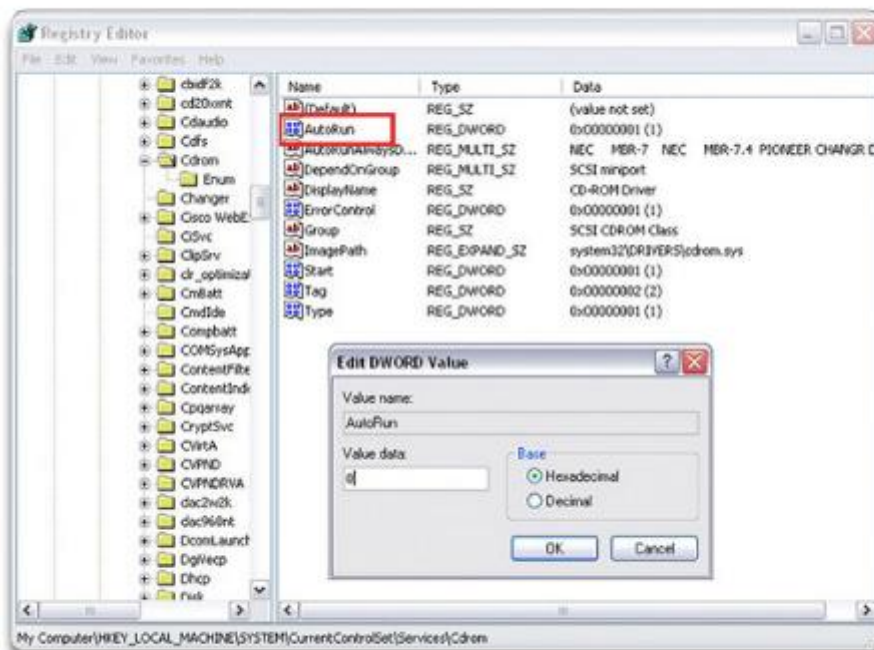 Registry Editor
File Edit View Favorites Help
cbidf2k
cd20xrnt
Cdaudio
Cdfs
Cdrom
Enum
Changer
Cisco WebE
CiSvc
ClipSrv
clr_optimizat
CmBatt
CmdIde
Compbatt
COMSysApp
ContentFilte
ContentInde
Cpqarray
CryptSvc
CVirtA
CVPND
CVPNDRVA
dac2w2k
dac960nt
DcomLaunch
DgiVecp
Dhcp
Disk
Name Type Data
(Default) REG_SZ (value not set)
AutoRun REG_DWORD 0x00000001 (1)
AutoRunAlwaysD... REG_MULTI_SZ NEC MBR-7 NEC MBR-7.4 PIONEER CHANGR D
DependOnGroup REG_MULTI_SZ SCSI miniport
DisplayName REG_SZ CD-ROM Driver
ErrorControl REG_DWORD 0x00000001 (1)
Group REG_SZ SCSI CDROM Class
ImagePath REG_EXPAND_SZ system32\DRIVERS\cdrom.sys
Start REG_DWORD 0x00000001 (1)
Tag REG_DWORD 0x00000002 (2)
Type REG_DWORD 0x00000001 (1)
Edit DWORD Value
Value name:
AutoRun
Value data:
0
Base
Hexadecimal
Decimal
OK Cancel
My Computer\HKEY_LOCAL_MACHINE\SYSTEM\CurrentControlSet\Services\Cdrom